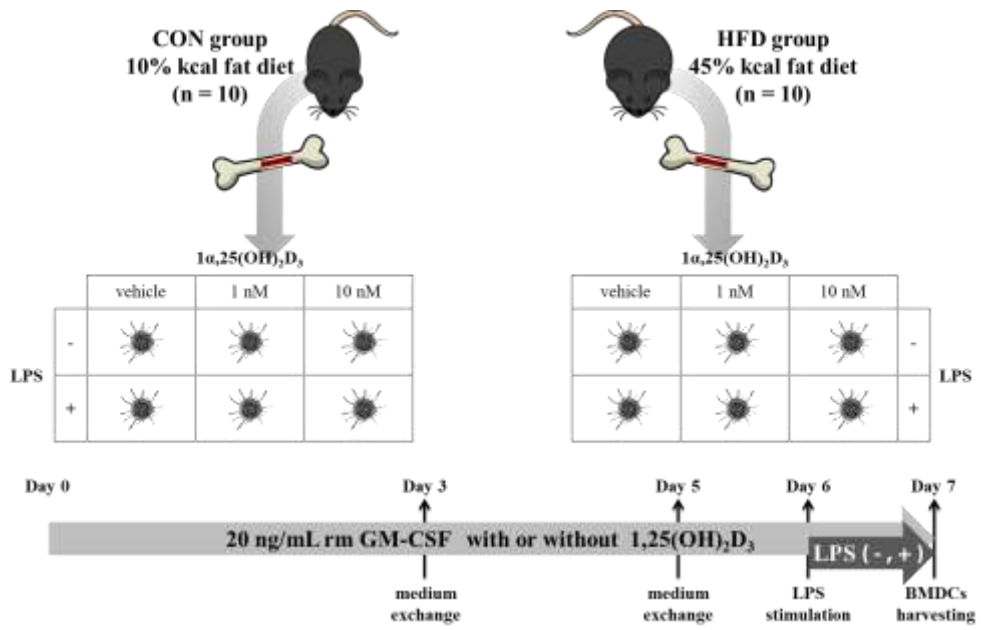 CON group
10% kcal fat diet
(n = 10)
HFD group
45% kcal fat diet
(n = 10)
1α,25(OH)₂D₃
vehicle 1 nM 10 nM
LPS
-
+
1α,25(OH)₂D₃
vehicle 1 nM 10 nM
-
+
LPS
Day 0 Day 3 Day 5 Day 6 Day 7
20 ng/mL rm GM-CSF with or without 1,25(OH)₂D₃
LPS ( - , + )
medium
exchange
medium
exchange
LPS
stimulation
BMDCs
harvesting